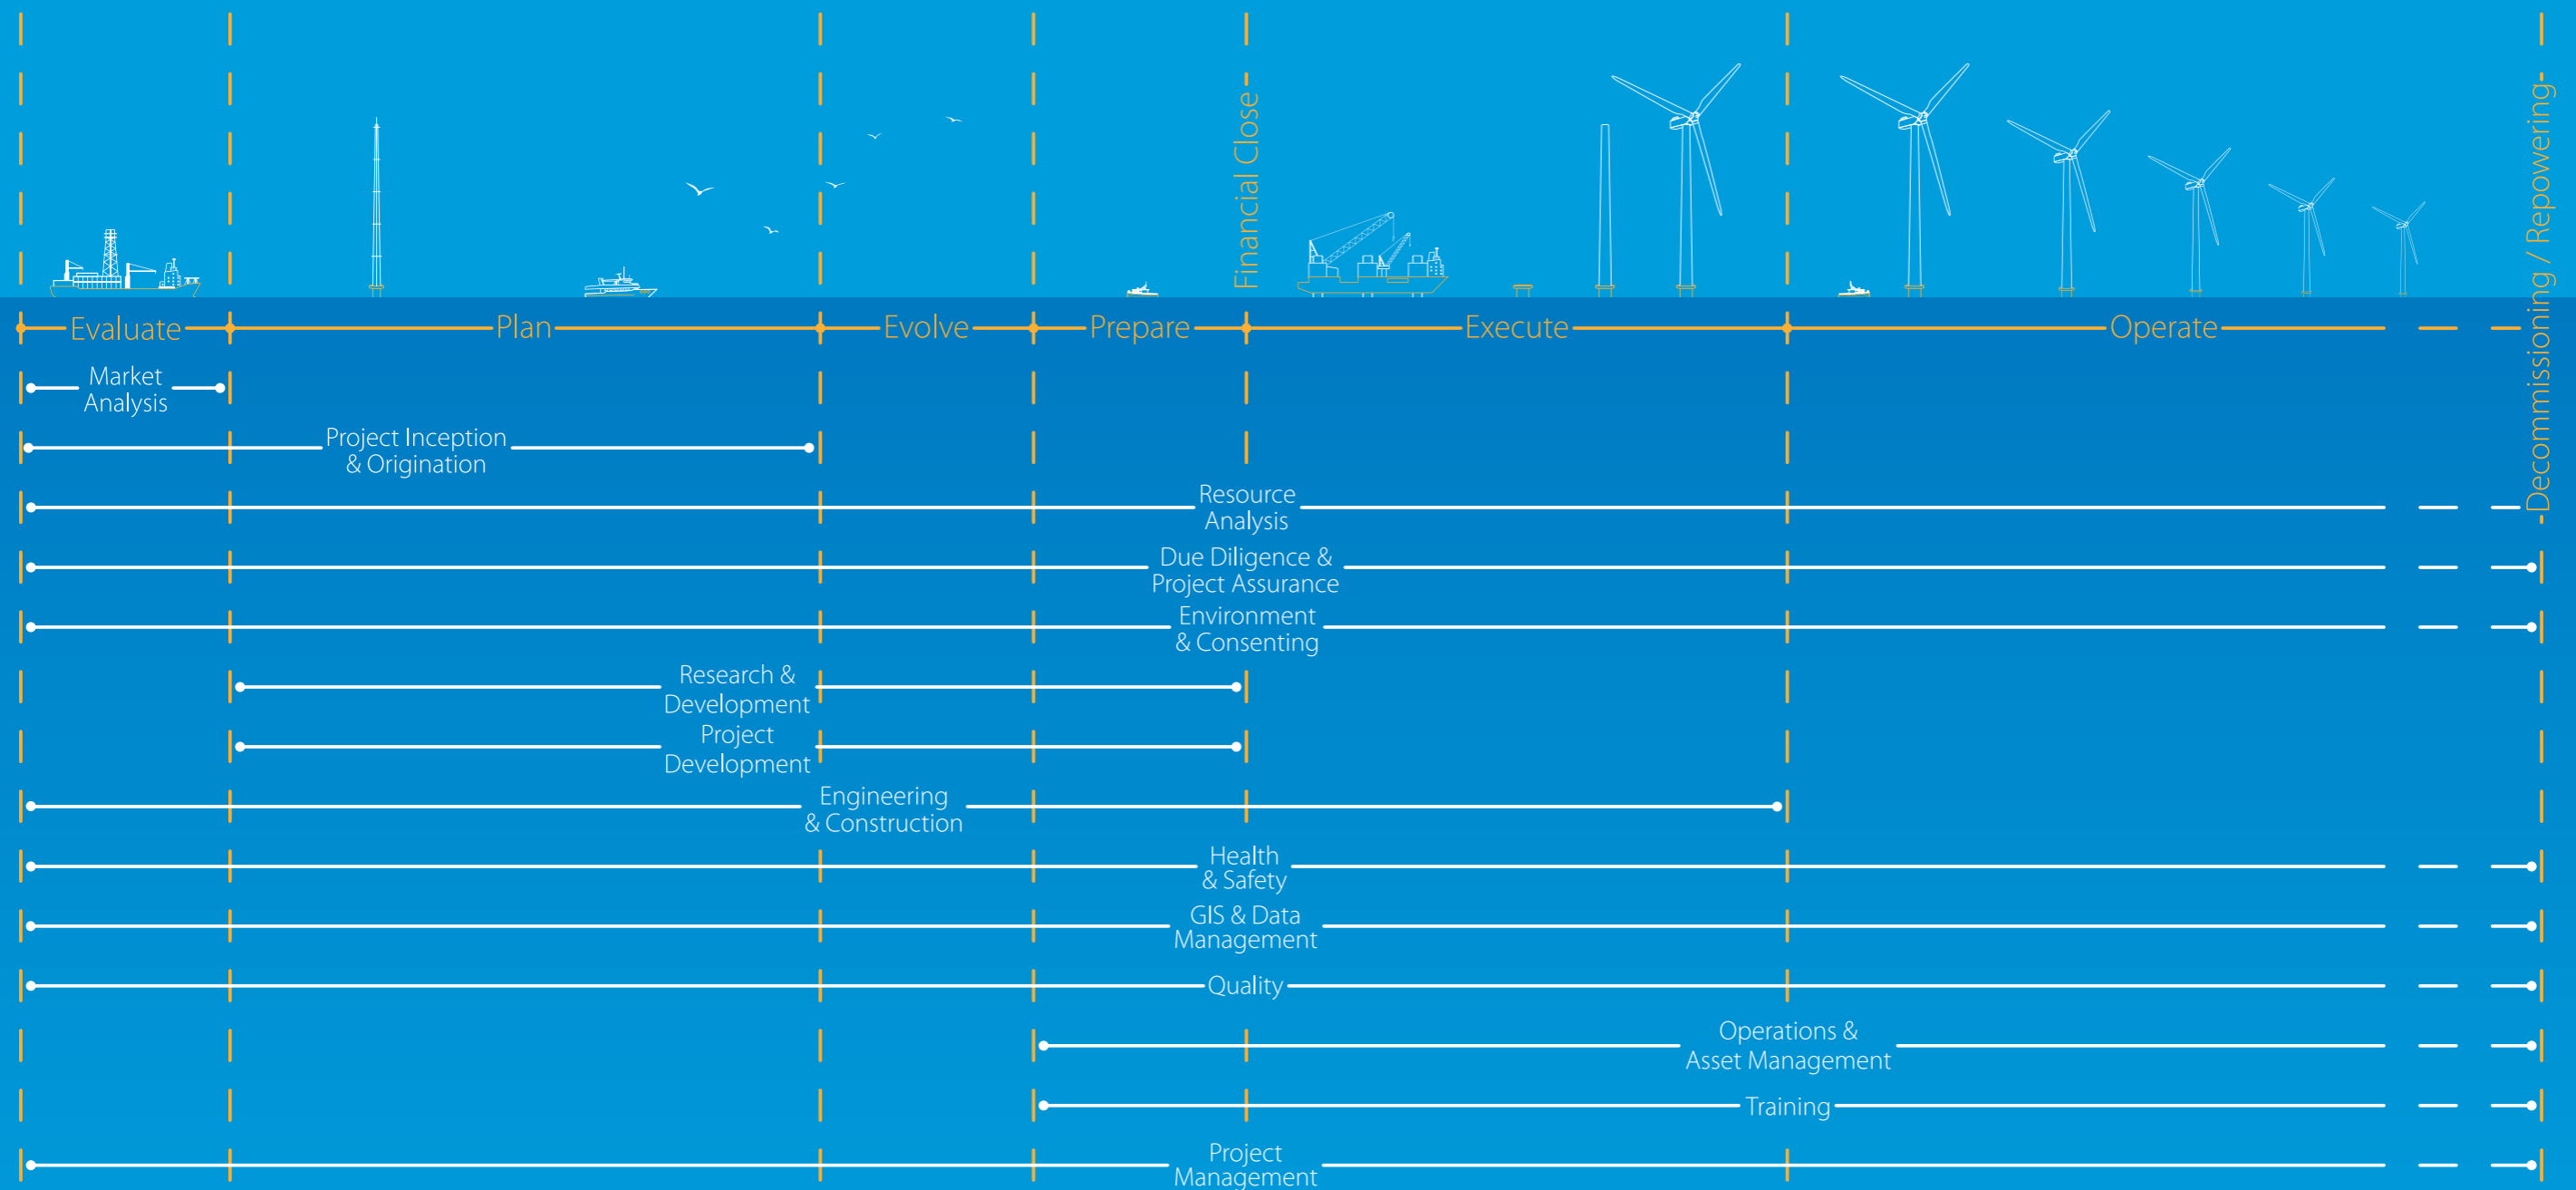 Financial Close
Decommissioning / Repowering
Evaluate
Plan
Evolve
Prepare
Execute
Operate
Market
Analysis
Project Inception
& Origination
Resource
Analysis
Due Diligence &
Project Assurance
Environment
& Consenting
Research &
Development
Project
Development
Engineering
& Construction
Health
& Safety
GIS & Data
Management
Quality
Operations &
Asset Management
Training
Project
Management